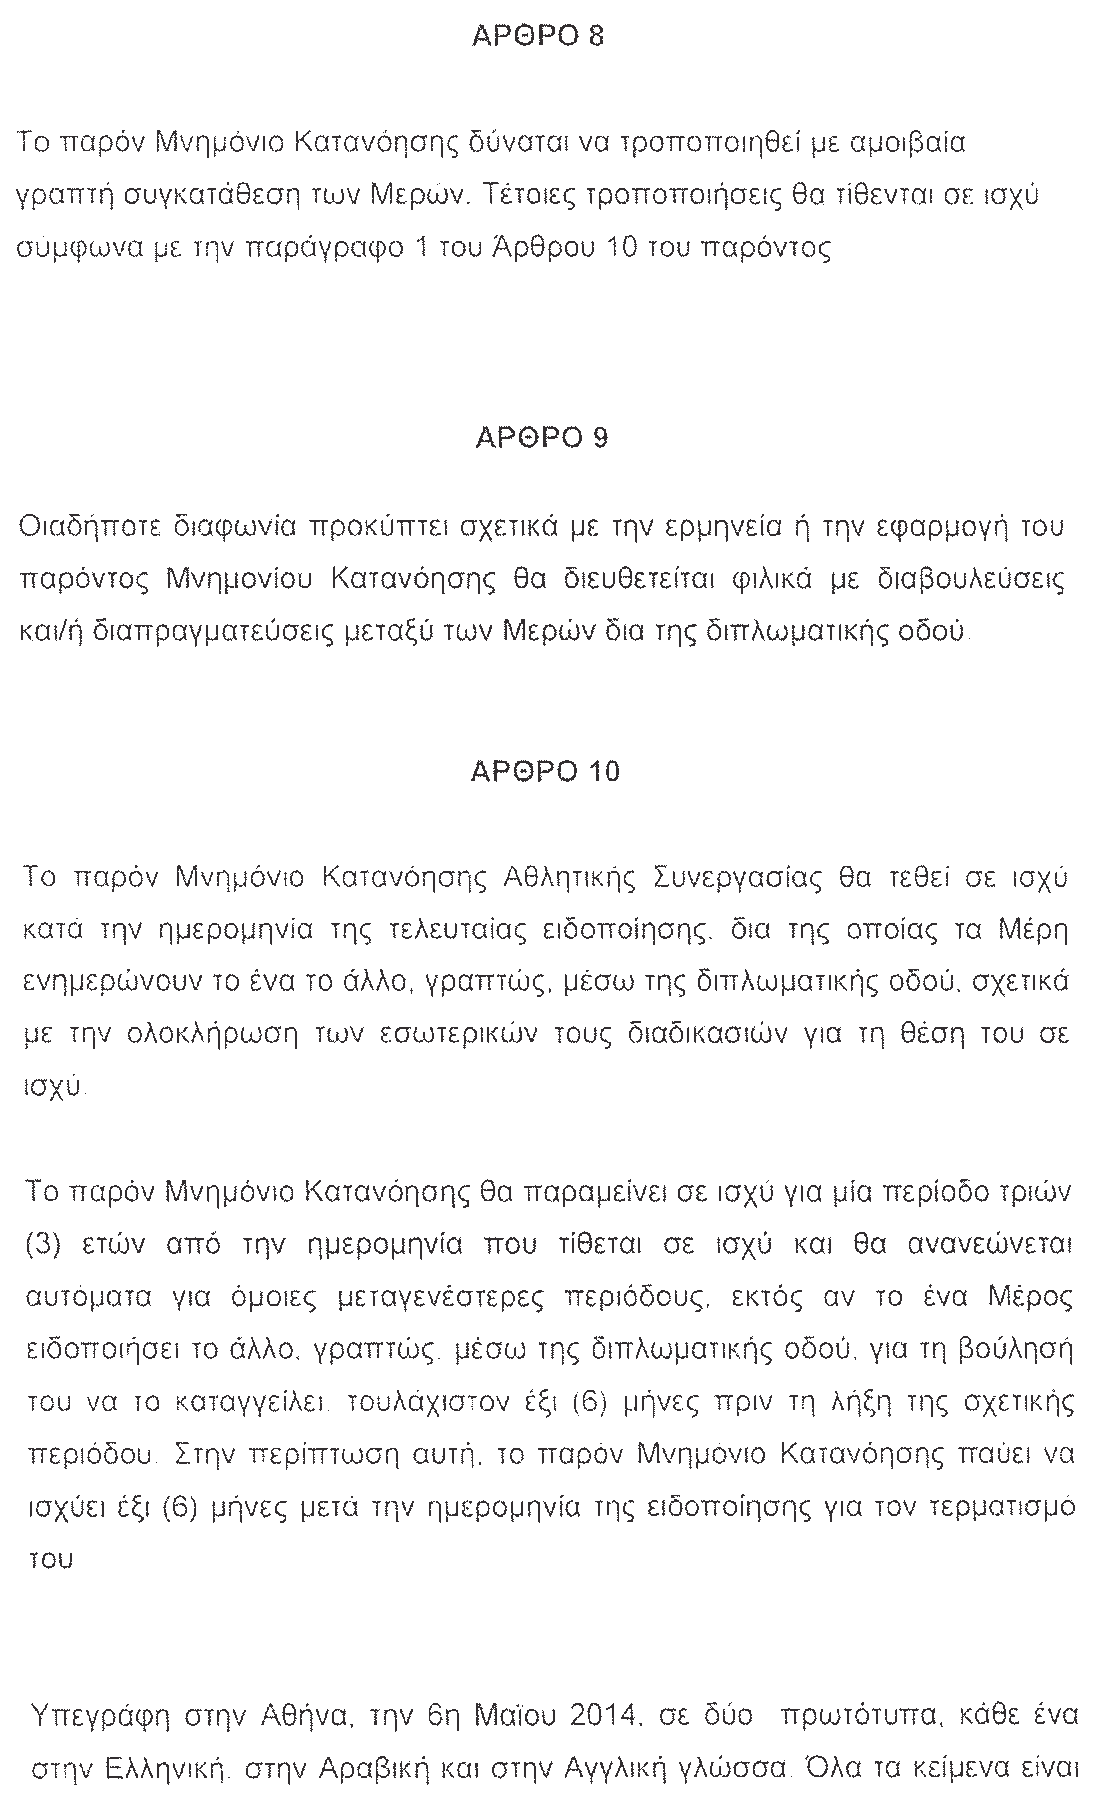 ΑΡΘΡΟ 8
Το παρόν Μνημόνιο Κατανόησης δύναται να τροποποιηθεί με αμοιβαία
γραπτή συγκατάθεση των Μερών. Τέτοιες τροποποιήσεις θα τίθενται σε ισχύ
σύμφωνα με την παράγραφο 1 του Άρθρου 10 του παρόντος
ΑΡΘΡΟ 9
Οιαδήποτε διαφωνία προκύπτει σχετικά με την ερμηνεία ή την εφαρμογή του
παρόντος Μνημονίου Κατανόησης θα διευθετείται φιλικά με διαβουλεύσεις
και/ή διαπραγματεύσεις μεταξύ των Μερών δια της διπλωματικής οδού.
ΑΡΘΡΟ 10
Το παρόν Μνημόνιο Κατανόησης Αθλητικής Συνεργασίας θα τεθεί σε ισχύ
κατά την ημερομηνία της τελευταίας ειδοποίησης, δια της οποίας τα Μέρη
ενημερώνουν το ένα το άλλο, γραπτώς, μέσω της διπλωματικής οδού, σχετικά
με την ολοκλήρωση των εσωτερικών τους διαδικασιών για τη θέση του σε
ισχύ.
Το παρόν Μνημόνιο Κατανόησης θα παραμείνει σε ισχύ για μία περίοδο τριών
(3) ετών από την ημερομηνία που τίθεται σε ισχύ και θα ανανεώνεται
αυτόματα για όμοιες μεταγενέστερες περιόδους, εκτός αν το ένα Μέρος
ειδοποιήσει το άλλο, γραπτώς, μέσω της διπλωματικής οδού, για τη βούλησή
του να το καταγγείλει, τουλάχιστον έξι (6) μήνες πριν τη λήξη της σχετικής
περιόδου. Στην περίπτωση αυτή, το παρόν Μνημόνιο Κατανόησης παύει να
ισχύει έξι (6) μήνες μετά την ημερομηνία της ειδοποίησης για τον τερματισμό
του
Υπεγράφη στην Αθήνα, την 6η Μαΐου 2014, σε δύο πρωτότυπα, κάθε ένα
στην Ελληνική, στην Αραβική και στην Αγγλική γλώσσα. Όλα τα κείμενα είναι